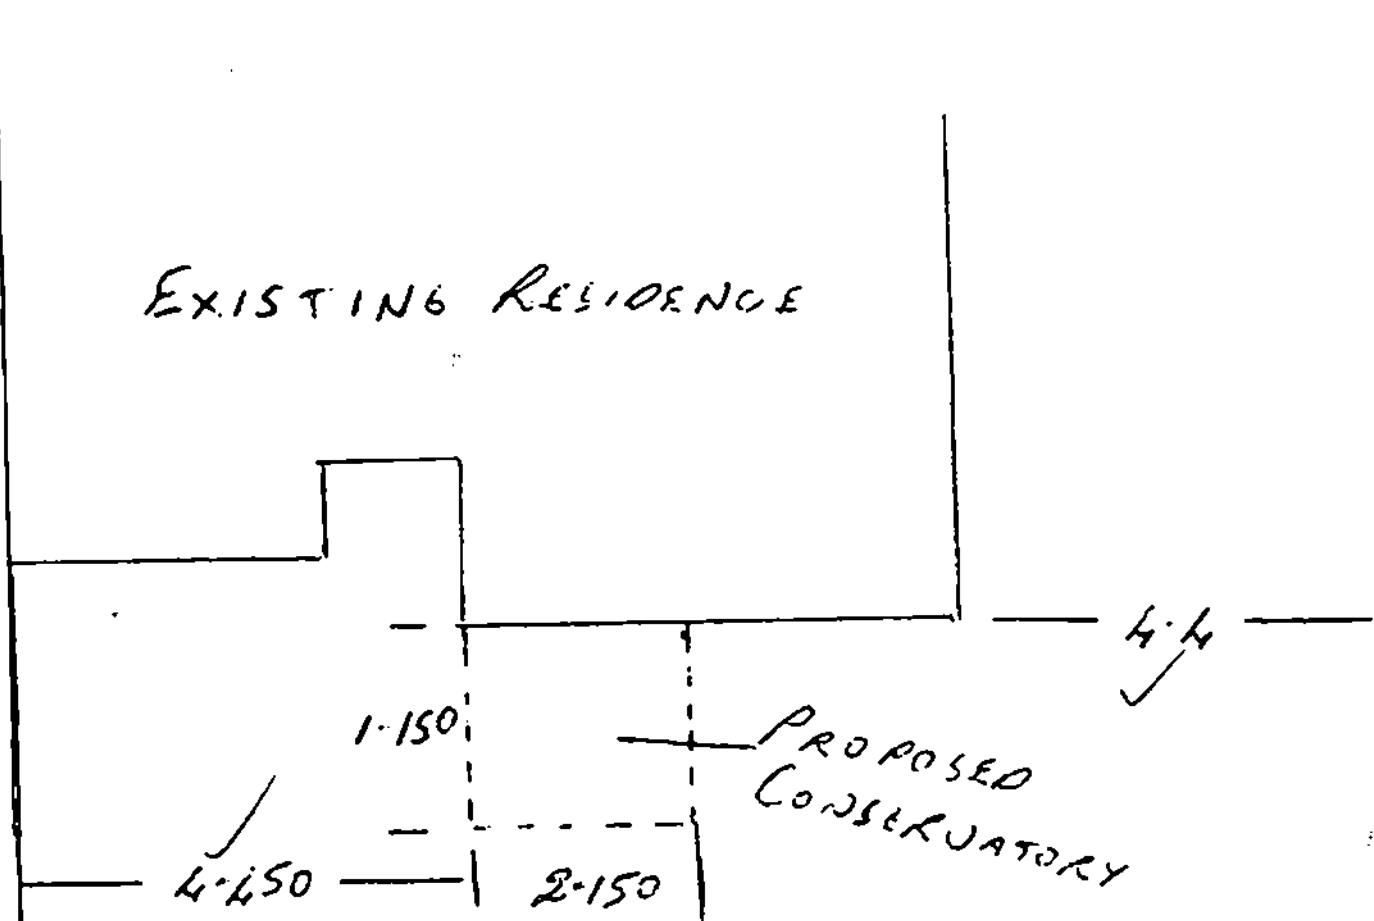 EXISTING RESIDENCE
4.4
1.150
PROPOSED
CONSERVATORY
4.450
2.150